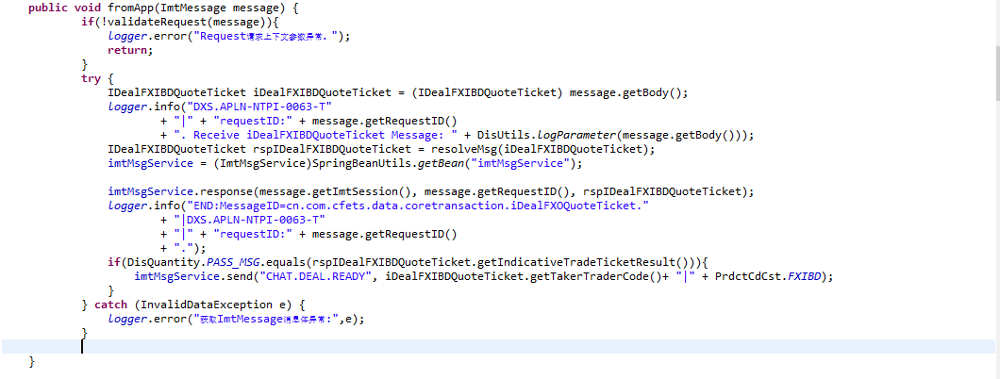 public void fromApp(ImtMessage message) {
if(!validateRequest(message)){
logger.error("Request请求上下文参数异常.");
return;
}
try {
IDealFXIBDQuoteTicket iDealFXIBDQuoteTicket = (IDealFXIBDQuoteTicket) message.getBody();
logger.info("DXS.APLN-NTPI-0063-T"
+ "|" + "requestID:" + message.getRequestID()
+ ". Receive iDealFXIBDQuoteTicket Message: " + DisUtils.logParameter(message.getBody()));
IDealFXIBDQuoteTicket rspIDealFXIBDQuoteTicket = resolveMsg(iDealFXIBDQuoteTicket);
imtMsgService = (ImtMsgService)SpringBeanUtils.getBean("imtMsgService");
imtMsgService.response(message.getImtSession(), message.getRequestID(), rspIDealFXIBDQuoteTicket);
logger.info("END:MessageID=cn.com.cfets.data.coretransaction.iDealFXOQuoteTicket."
+ "|DXS.APLN-NTPI-0063-T"
+ "|" + "requestID:" + message.getRequestID()
+ ".");
if(DisQuantity.PASS_MSG.equals(rspIDealFXIBDQuoteTicket.getIndicativeTradeTicketResult())){
imtMsgService.send("CHAT.DEAL.READY", iDealFXIBDQuoteTicket.getTakerTraderCode()+ "|" + PrdctCdCst.FXIBD);
}
} catch (InvalidDataException e) {
logger.error("获取ImtMessage消息体异常:",e);
}
}